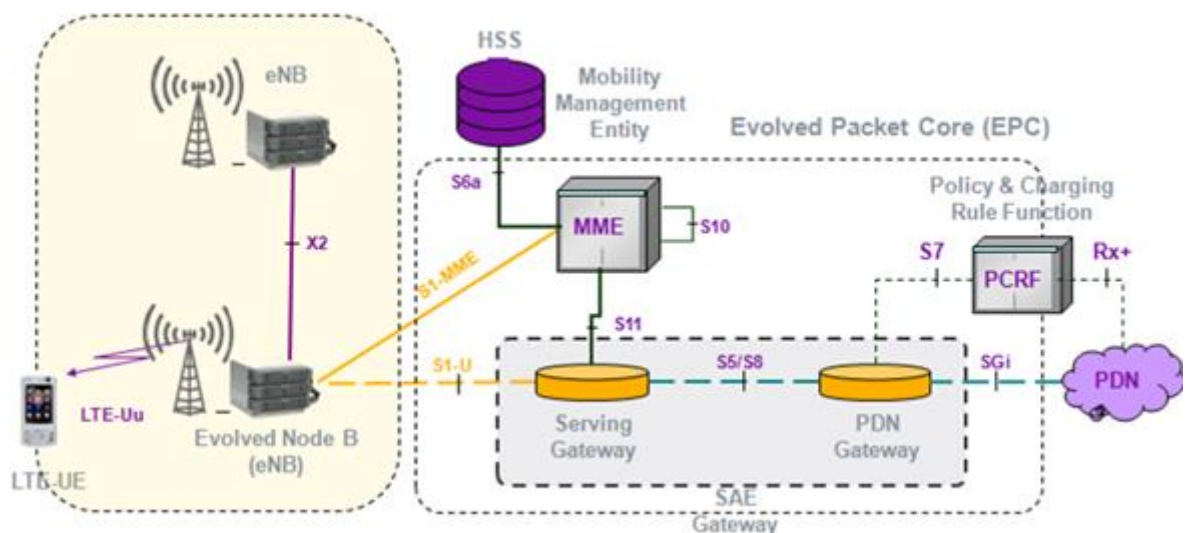 HSS
eNB
Mobility
Management
Entity
Evolved Packet Core (EPC)
S6a
Policy & Charging
Rule Function
MME
S10
X2
S7
Rx+
PCRF
S1-MME
S11
S1-U
S5/S8
SGi
PDN
LTE-Uu
Serving
Gateway
PDN
Gateway
Evolved Node B
(eNB)
LTE-UE
SAE
Gateway